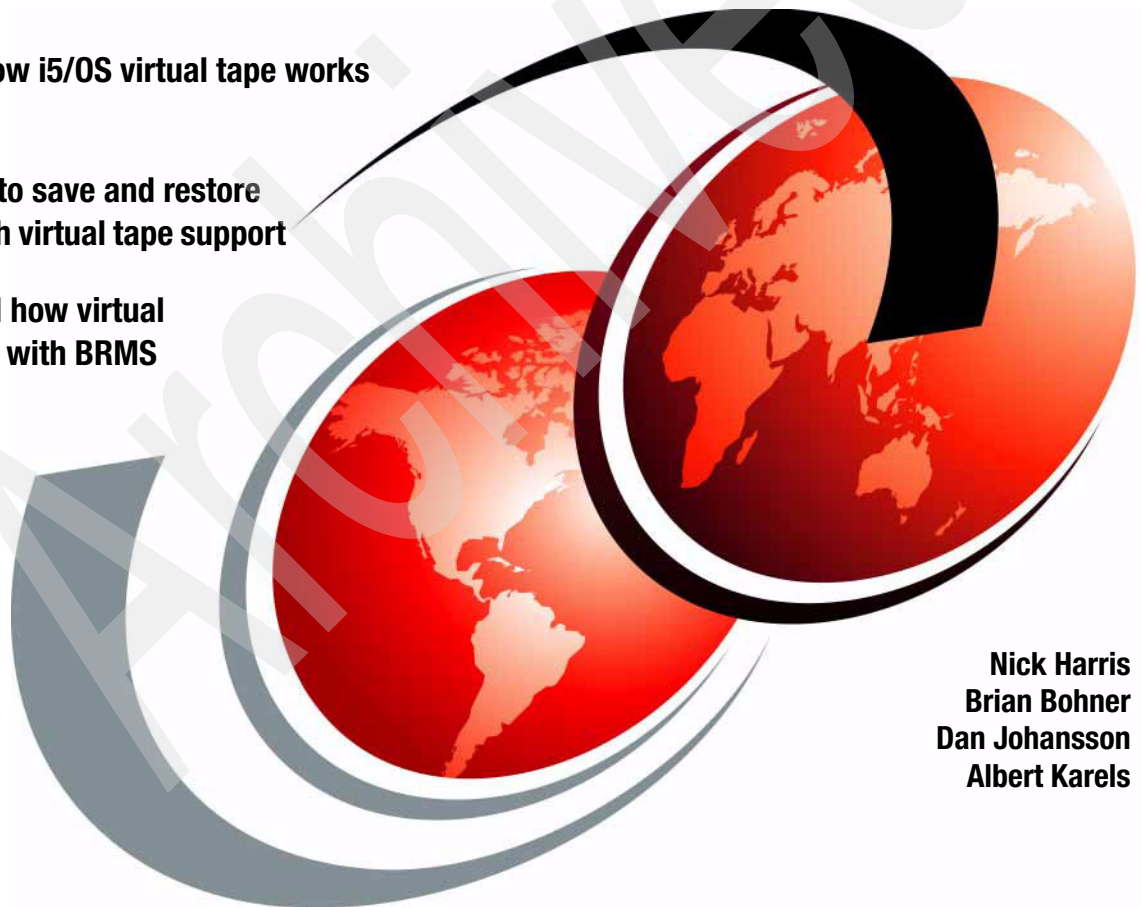 ow i5/OS virtual tape works
to save and restore
h virtual tape support
how virtual
with BRMS
Nick Harris
Brian Bohner
Dan Johansson
Albert Karels
Archive